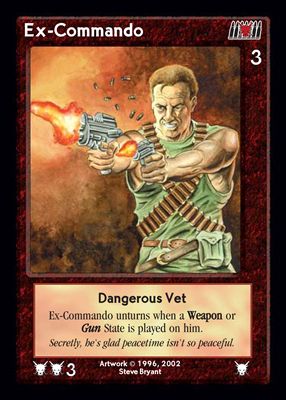 Ex-Commando
3
Dangerous Vet
Ex-Commando unturns when a Weapon or
Gun State is played on him.
Secretly, he's glad peacetime isn't so peaceful.
Artwork © 1996, 2002
Steve Bryant
3